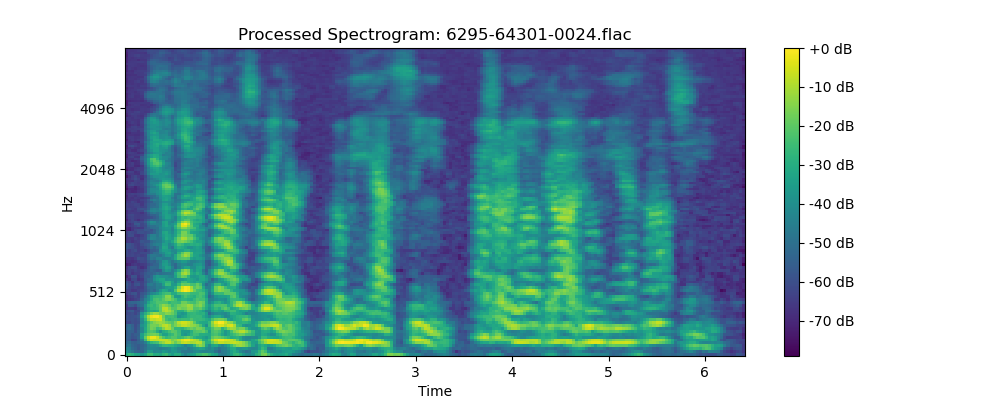 Processed Spectrogram: 6295-64301-0024.flac
+0 dB
-10 dB
-20 dB
-30 dB
-40 dB
-50 dB
-60 dB
-70 dB
4096
2048
1024
512
0
Hz
0 1 2 3 4 5 6
Time